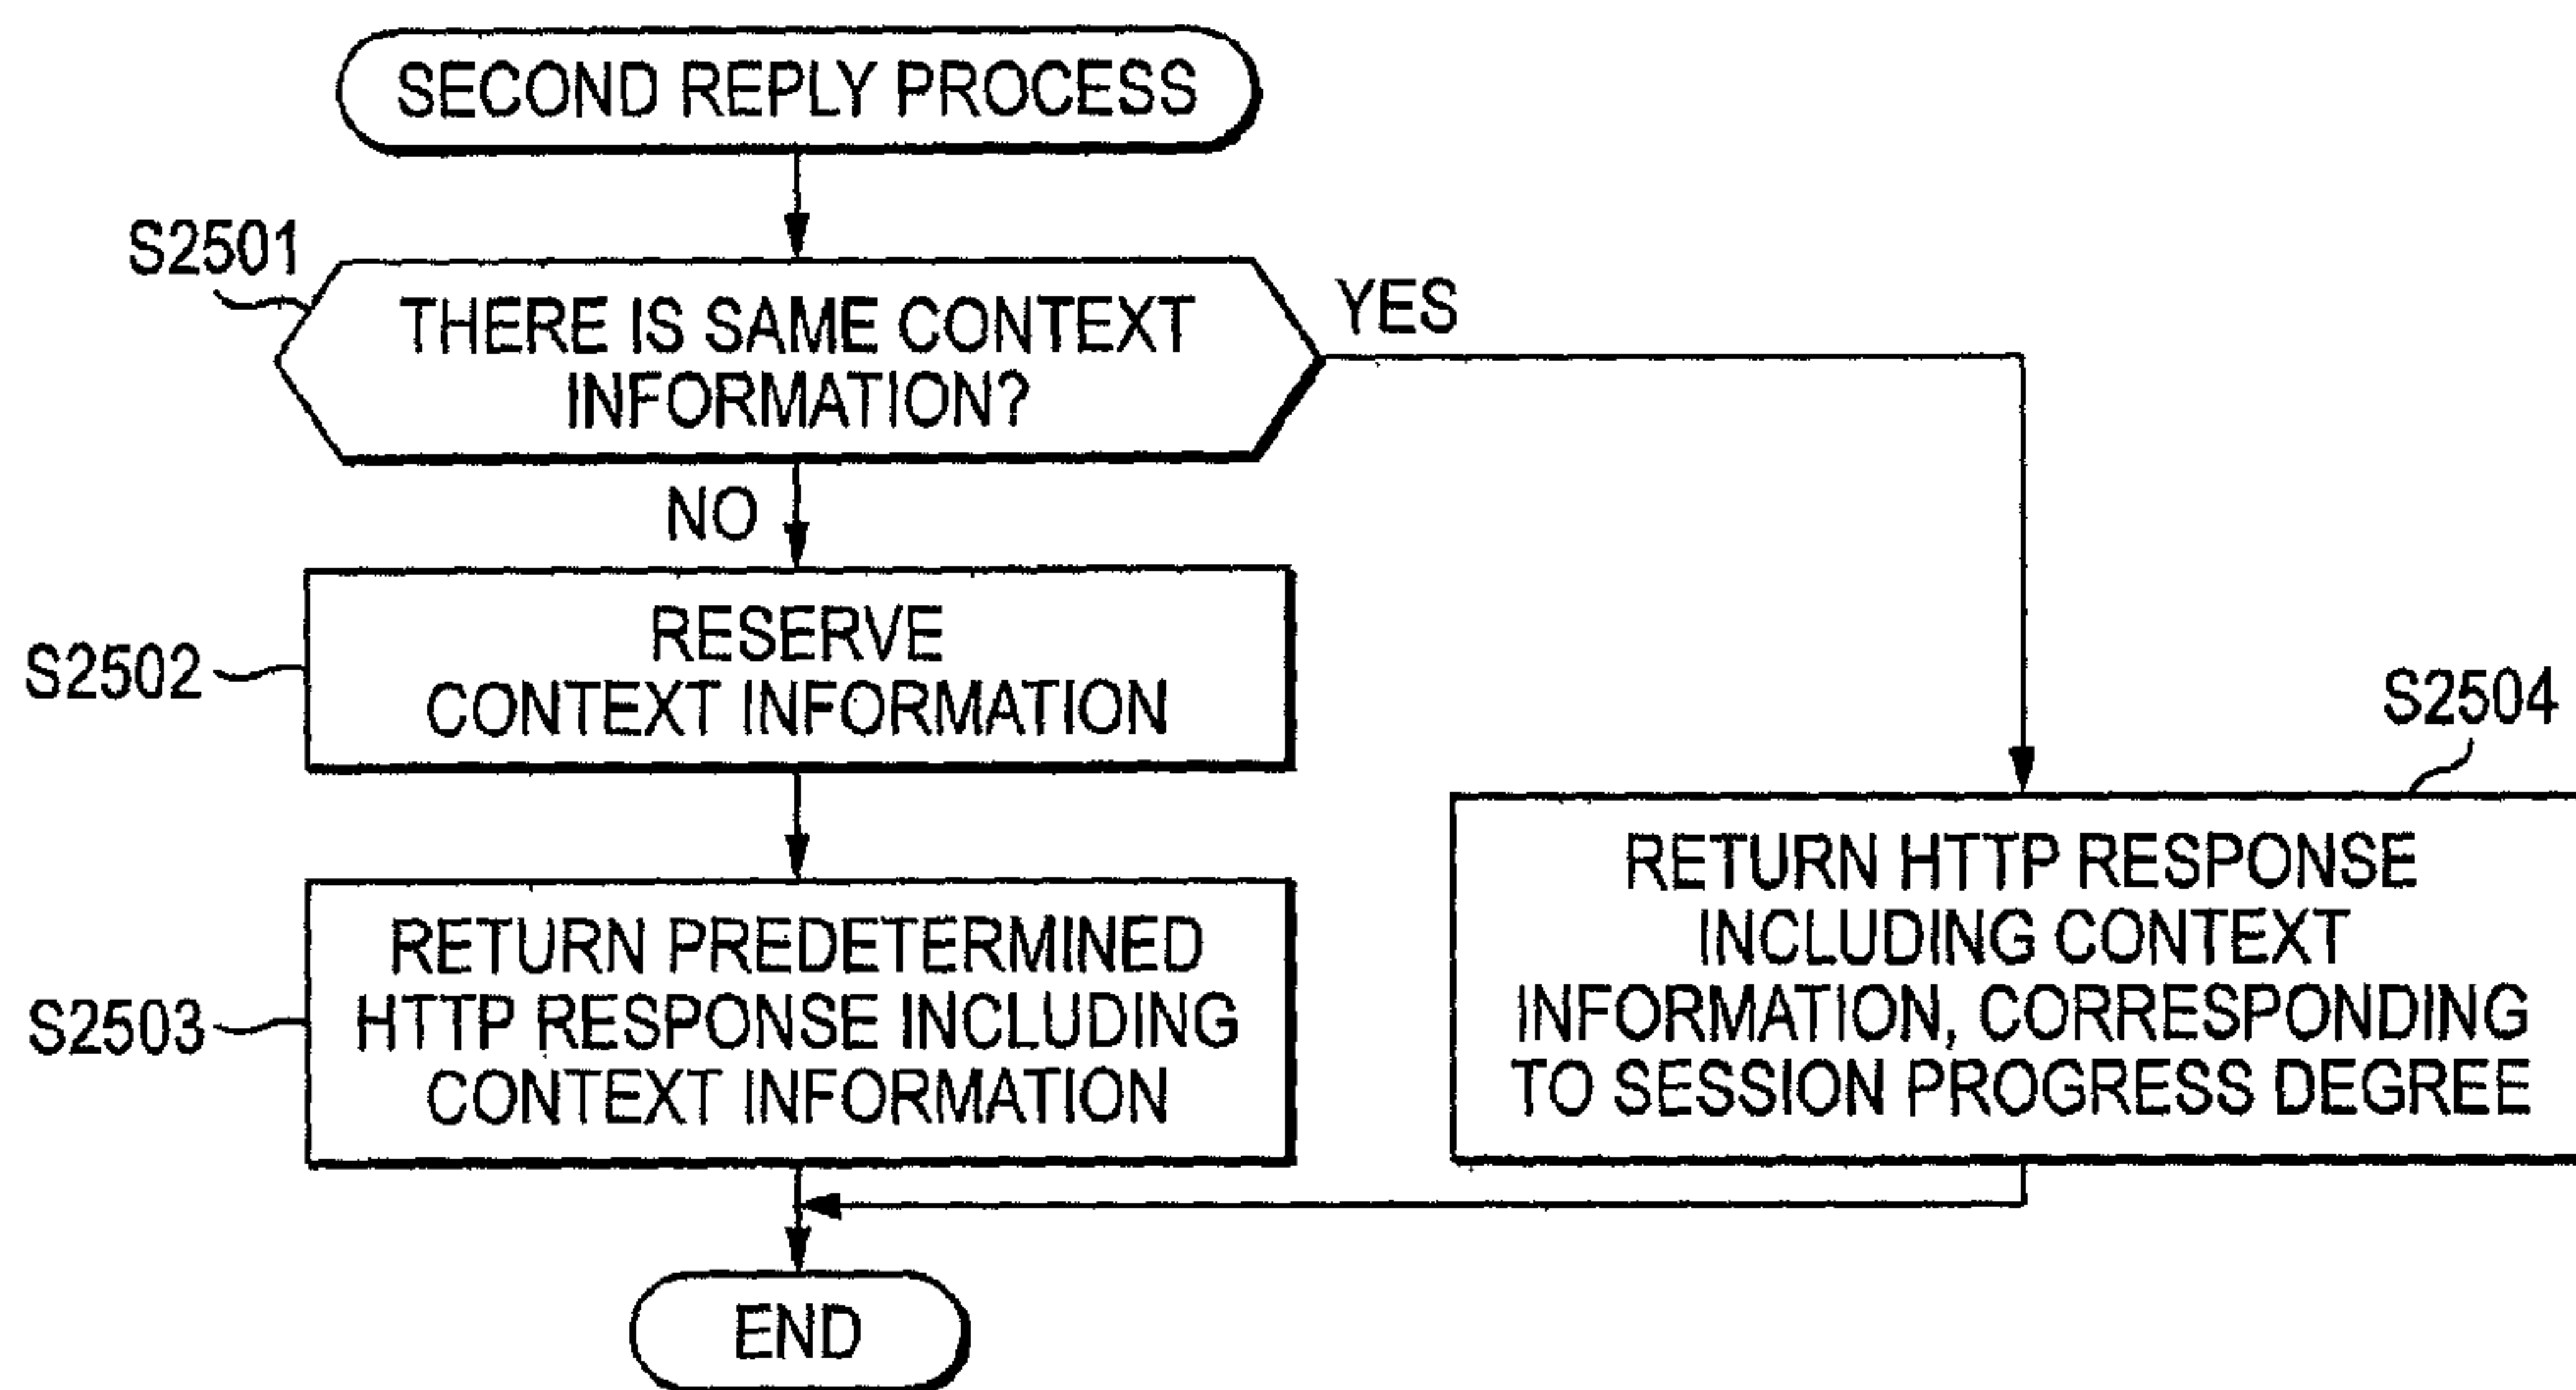 SECOND REPLY PROCESS
S2501
THERE IS SAME CONTEXT
INFORMATION?
YES
NO
S2502
RESERVE
CONTEXT INFORMATION
S2503
RETURN PREDETERMINED
HTTP RESPONSE INCLUDING
CONTEXT INFORMATION
S2504
RETURN HTTP RESPONSE
INCLUDING CONTEXT
INFORMATION, CORRESPONDING
TO SESSION PROGRESS DEGREE
END